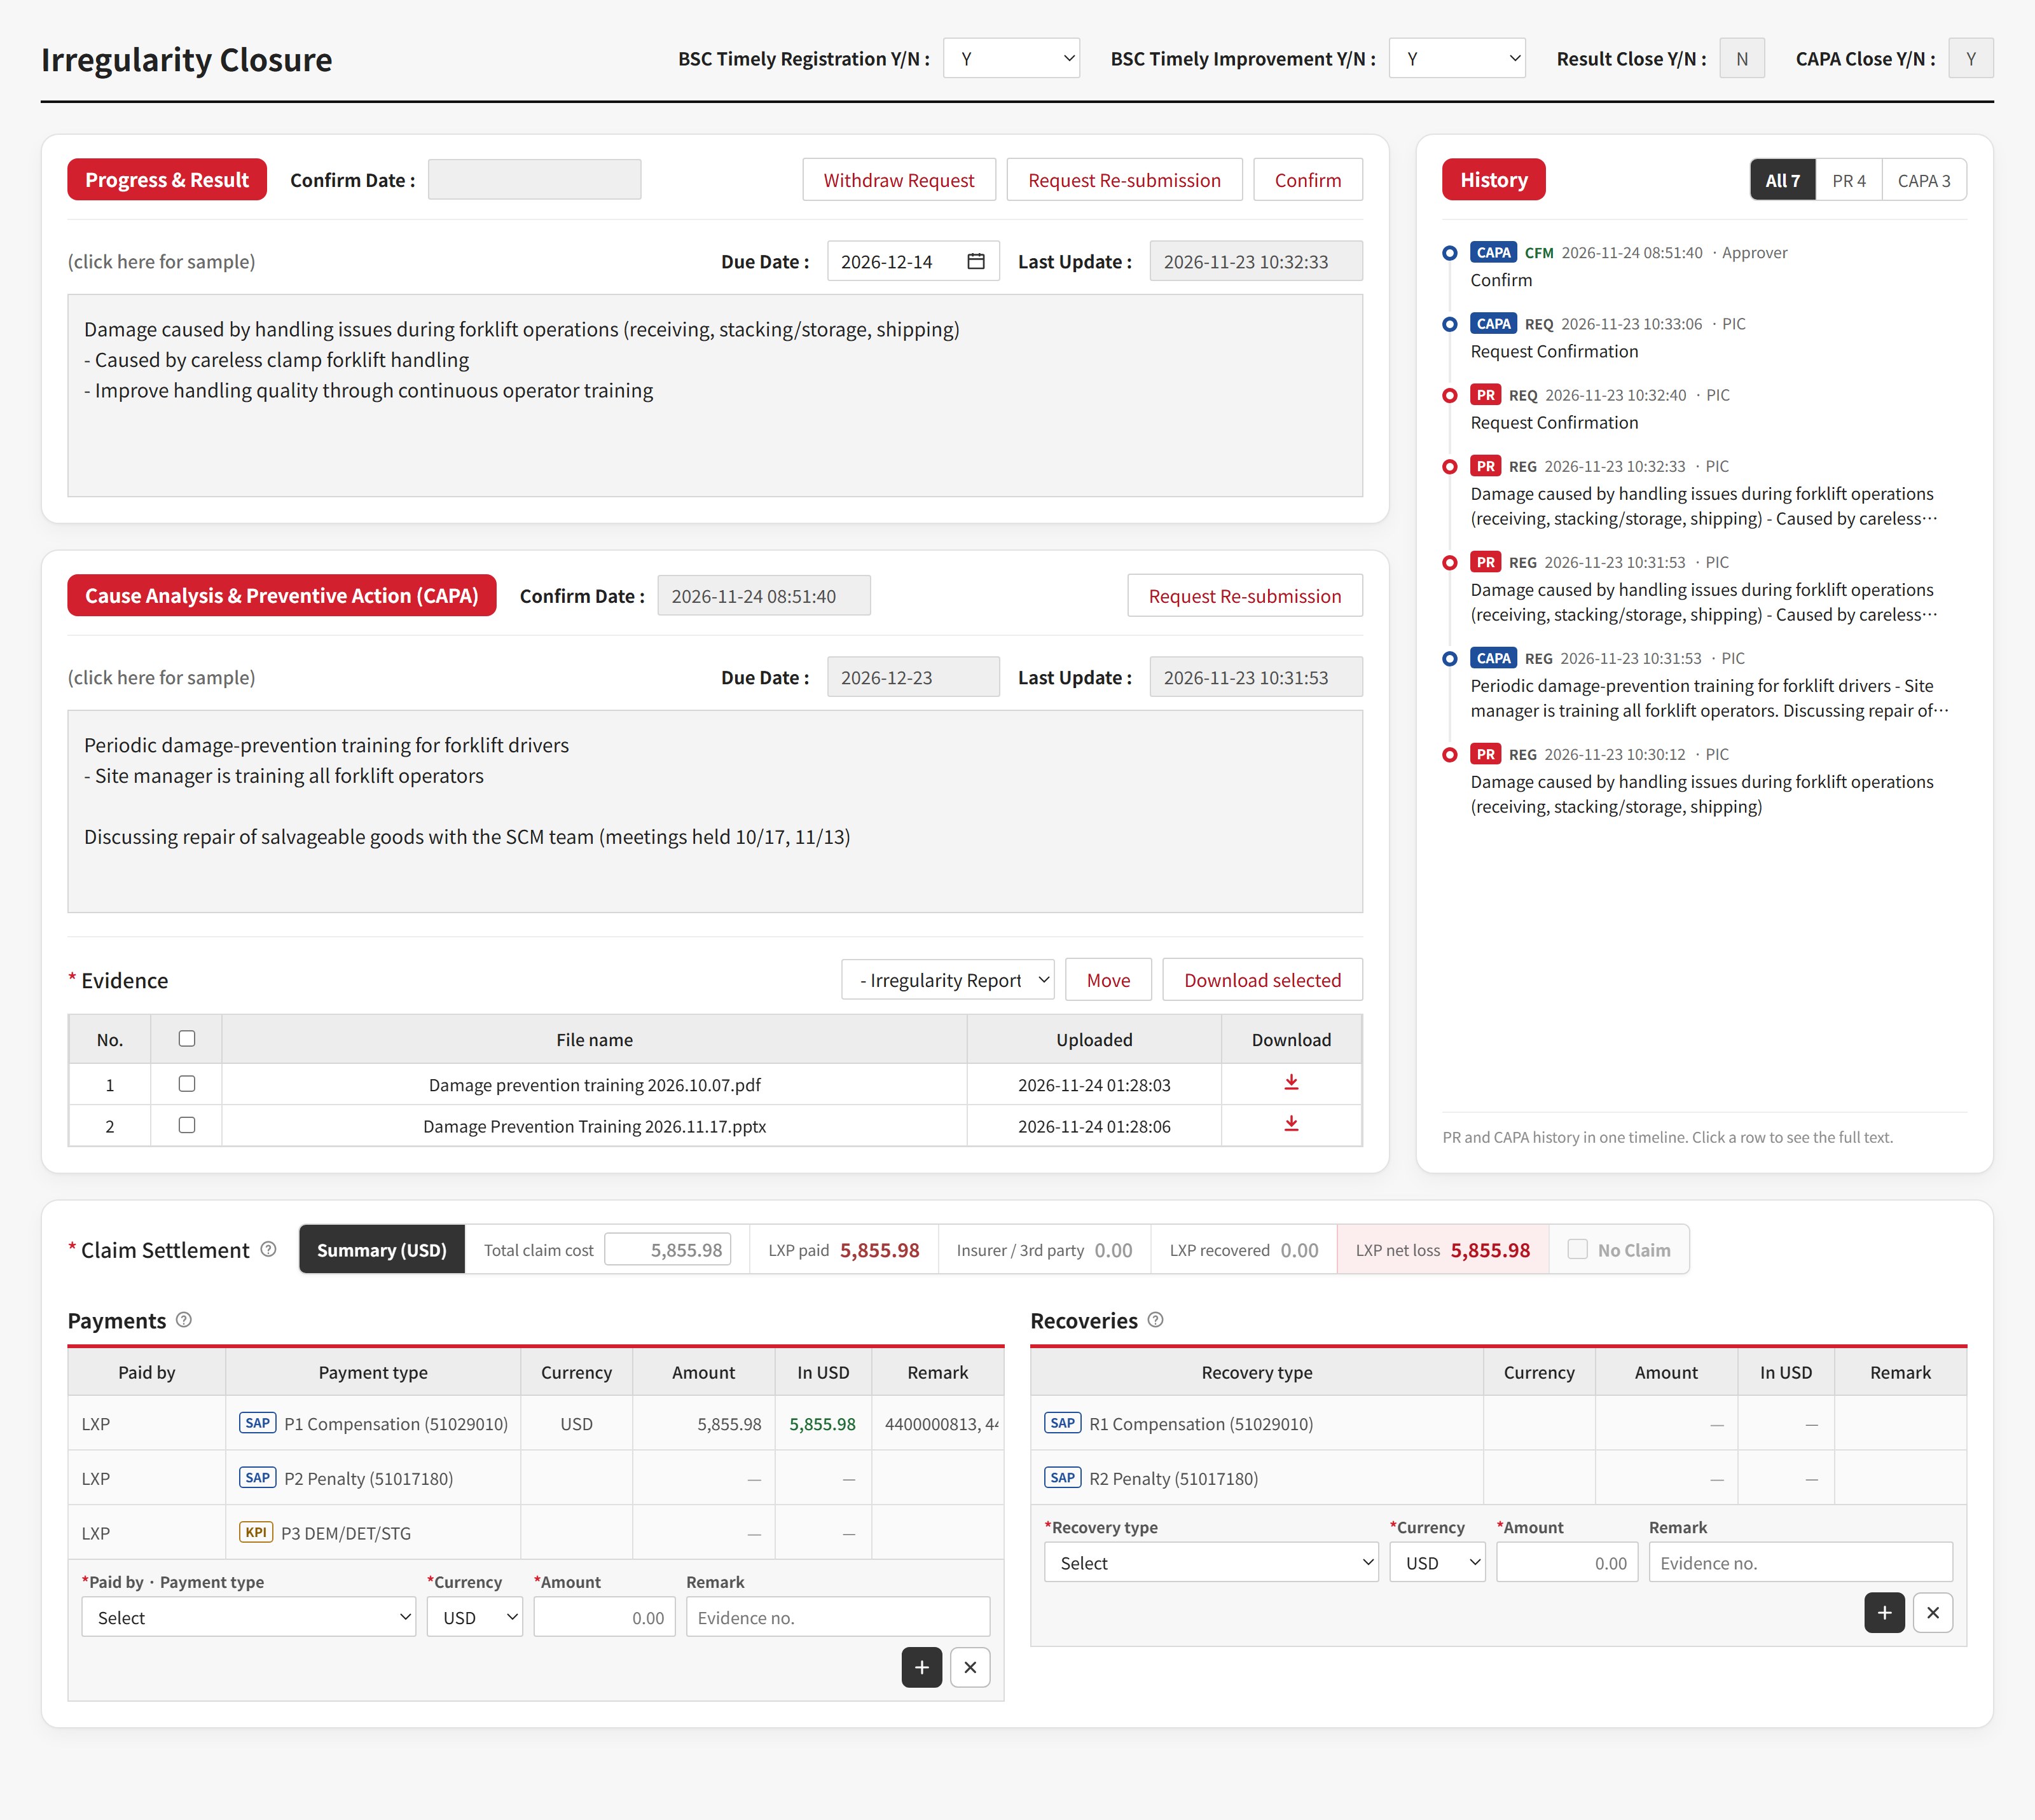 Irregularity Closure
BSC Timely Registration Y/N : Y
BSC Timely Improvement Y/N : Y
Result Close Y/N : N
CAPA Close Y/N : Y
Progress & Result
Confirm Date :
Withdraw Request
Request Re-submission
Confirm
(click here for sample)
Due Date : 2026-12-14
Last Update : 2026-11-23 10:32:33
Damage caused by handling issues during forklift operations (receiving, stacking/storage, shipping)
- Caused by careless clamp forklift handling
- Improve handling quality through continuous operator training
Cause Analysis & Preventive Action (CAPA)
Confirm Date : 2026-11-24 08:51:40
Request Re-submission
(click here for sample)
Due Date : 2026-12-23
Last Update : 2026-11-23 10:31:53
Periodic damage-prevention training for forklift drivers
- Site manager is training all forklift operators
Discussing repair of salvageable goods with the SCM team (meetings held 10/17, 11/13)
* Evidence
- Irregularity Report
Move
Download selected
No. File name Uploaded Download
1 Damage prevention training 2026.10.07.pdf 2026-11-24 01:28:03
2 Damage Prevention Training 2026.11.17.pptx 2026-11-24 01:28:06
History
All 7 PR 4 CAPA 3
CAPA CFM 2026-11-24 08:51:40 · Approver
Confirm
CAPA REQ 2026-11-23 10:33:06 · PIC
Request Confirmation
PR REQ 2026-11-23 10:32:40 · PIC
Request Confirmation
PR REG 2026-11-23 10:32:33 · PIC
Damage caused by handling issues during forklift operations
(receiving, stacking/storage, shipping) - Caused by careless…
PR REG 2026-11-23 10:31:53 · PIC
Damage caused by handling issues during forklift operations
(receiving, stacking/storage, shipping) - Caused by careless…
CAPA REG 2026-11-23 10:31:53 · PIC
Periodic damage-prevention training for forklift drivers - Site
manager is training all forklift operators. Discussing repair of…
PR REG 2026-11-23 10:30:12 · PIC
Damage caused by handling issues during forklift operations
(receiving, stacking/storage, shipping)
PR and CAPA history in one timeline. Click a row to see the full text.
* Claim Settlement ?
Summary (USD)
Total claim cost 5,855.98
LXP paid 5,855.98
Insurer / 3rd party 0.00
LXP recovered 0.00
LXP net loss 5,855.98
No Claim
Payments ?
Paid by Payment type Currency Amount In USD Remark
LXP SAP P1 Compensation (51029010) USD 5,855.98 5,855.98 4400000813, 44
LXP SAP P2 Penalty (51017180) — —
LXP KPI P3 DEM/DET/STG — —
*Paid by · Payment type *Currency *Amount Remark
Select USD 0.00 Evidence no.
+ ×
Recoveries ?
Recovery type Currency Amount In USD Remark
SAP R1 Compensation (51029010) — —
SAP R2 Penalty (51017180) — —
*Recovery type *Currency *Amount Remark
Select USD 0.00 Evidence no.
+ ×